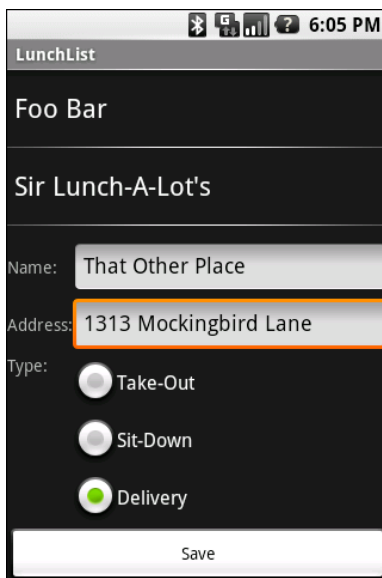 6:05 PM
LunchList
Foo Bar
Sir Lunch-A-Lot's
Name: That Other Place
Address: 1313 Mockingbird Lane
Type:
Take-Out
Sit-Down
Delivery
Save